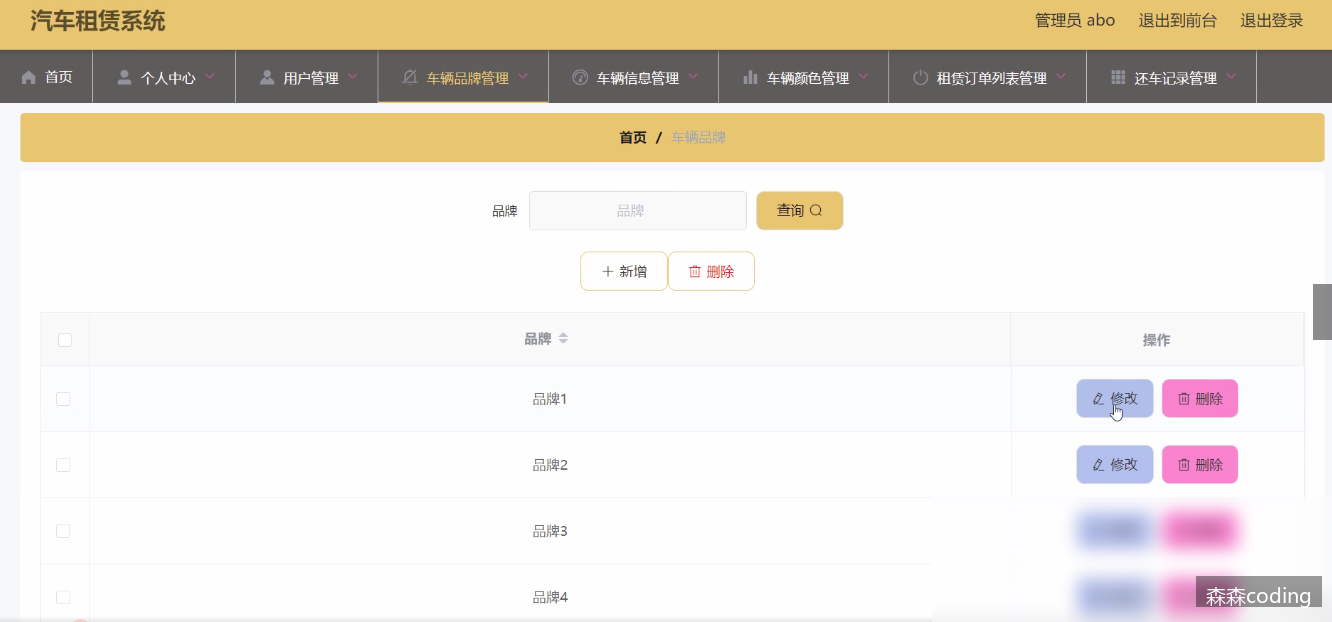 汽车租赁系统
管理员 abo 退出到前台 退出登录
首页 个人中心 用户管理 车辆品牌管理 车辆信息管理 车辆颜色管理 租赁订单列表管理 还车记录管理
首页 / 车辆品牌
品牌 品牌 查询
新增 删除
品牌 操作
品牌1 修改 删除
品牌2 修改 删除
品牌3
品牌4
森森coding